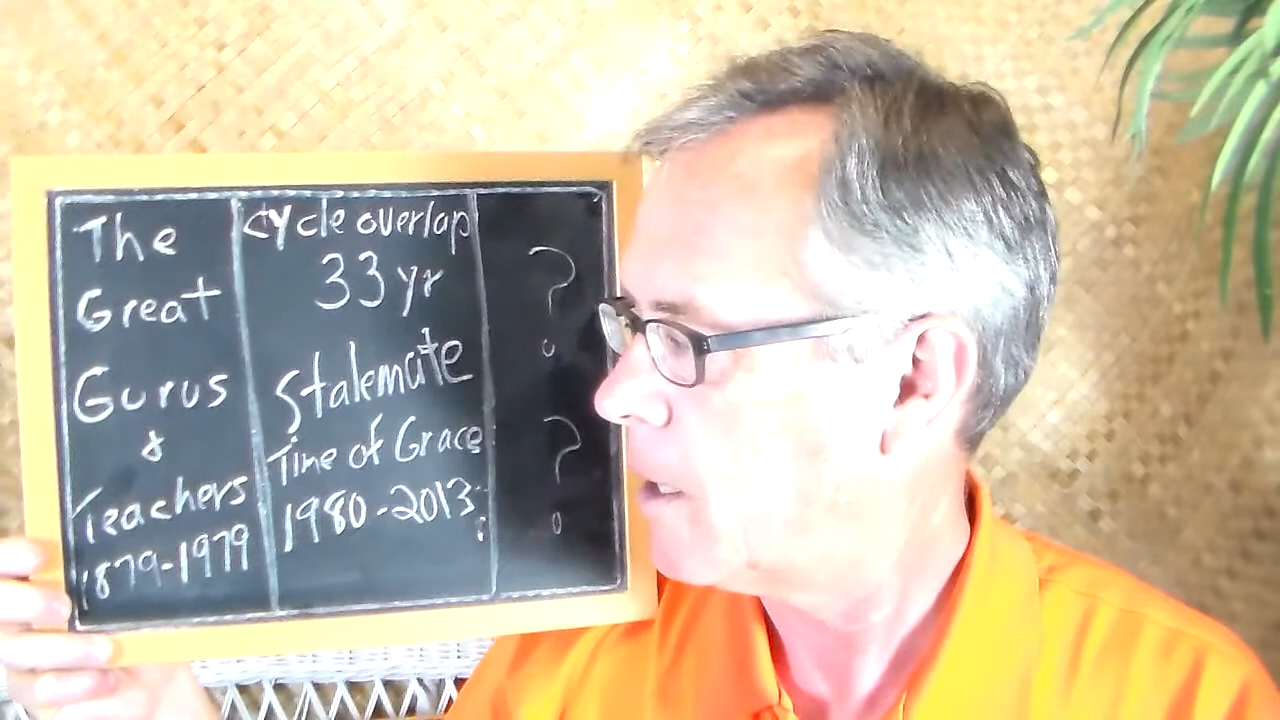 The
Great
Gurus
&
Teachers
1879-1979
cycle overlap
33 yr
Stalemate
Time of Grace
1980-2013?
?
?